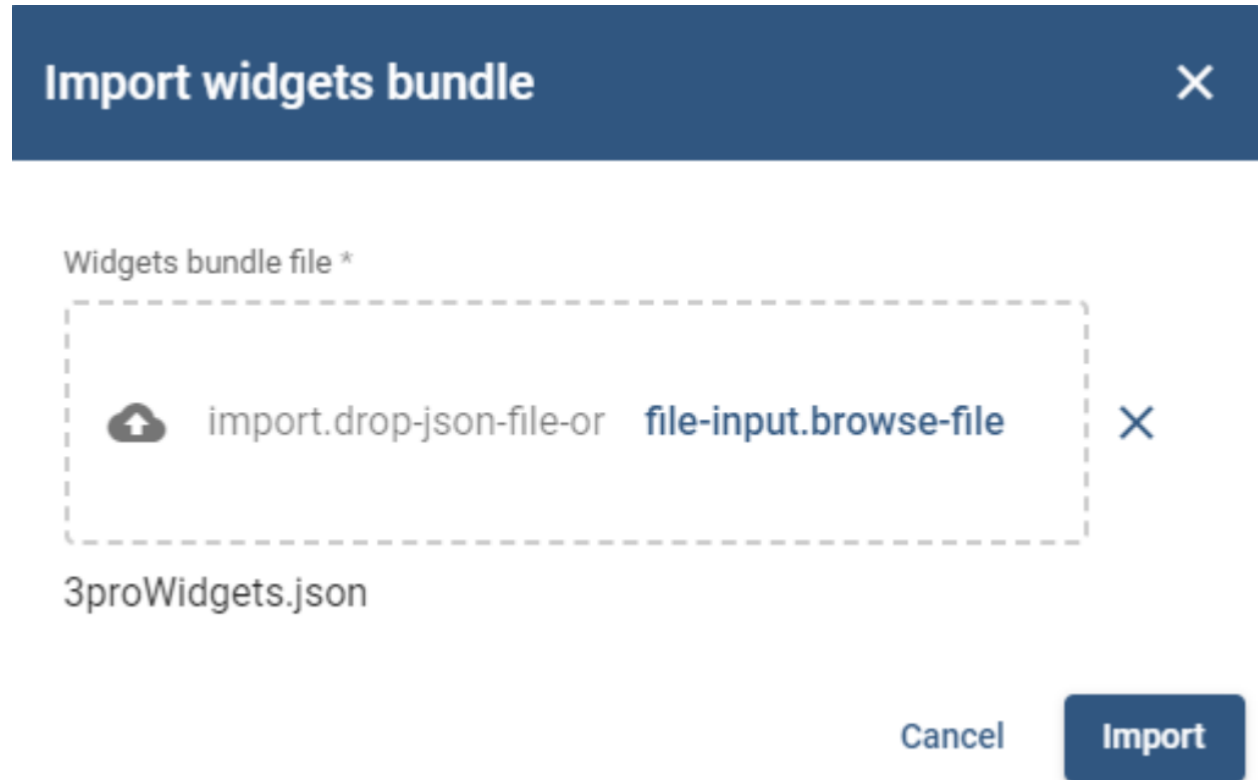 Import widgets bundle
Widgets bundle file *
import.drop-json-file-or file-input.browse-file
3proWidgets.json
Cancel Import